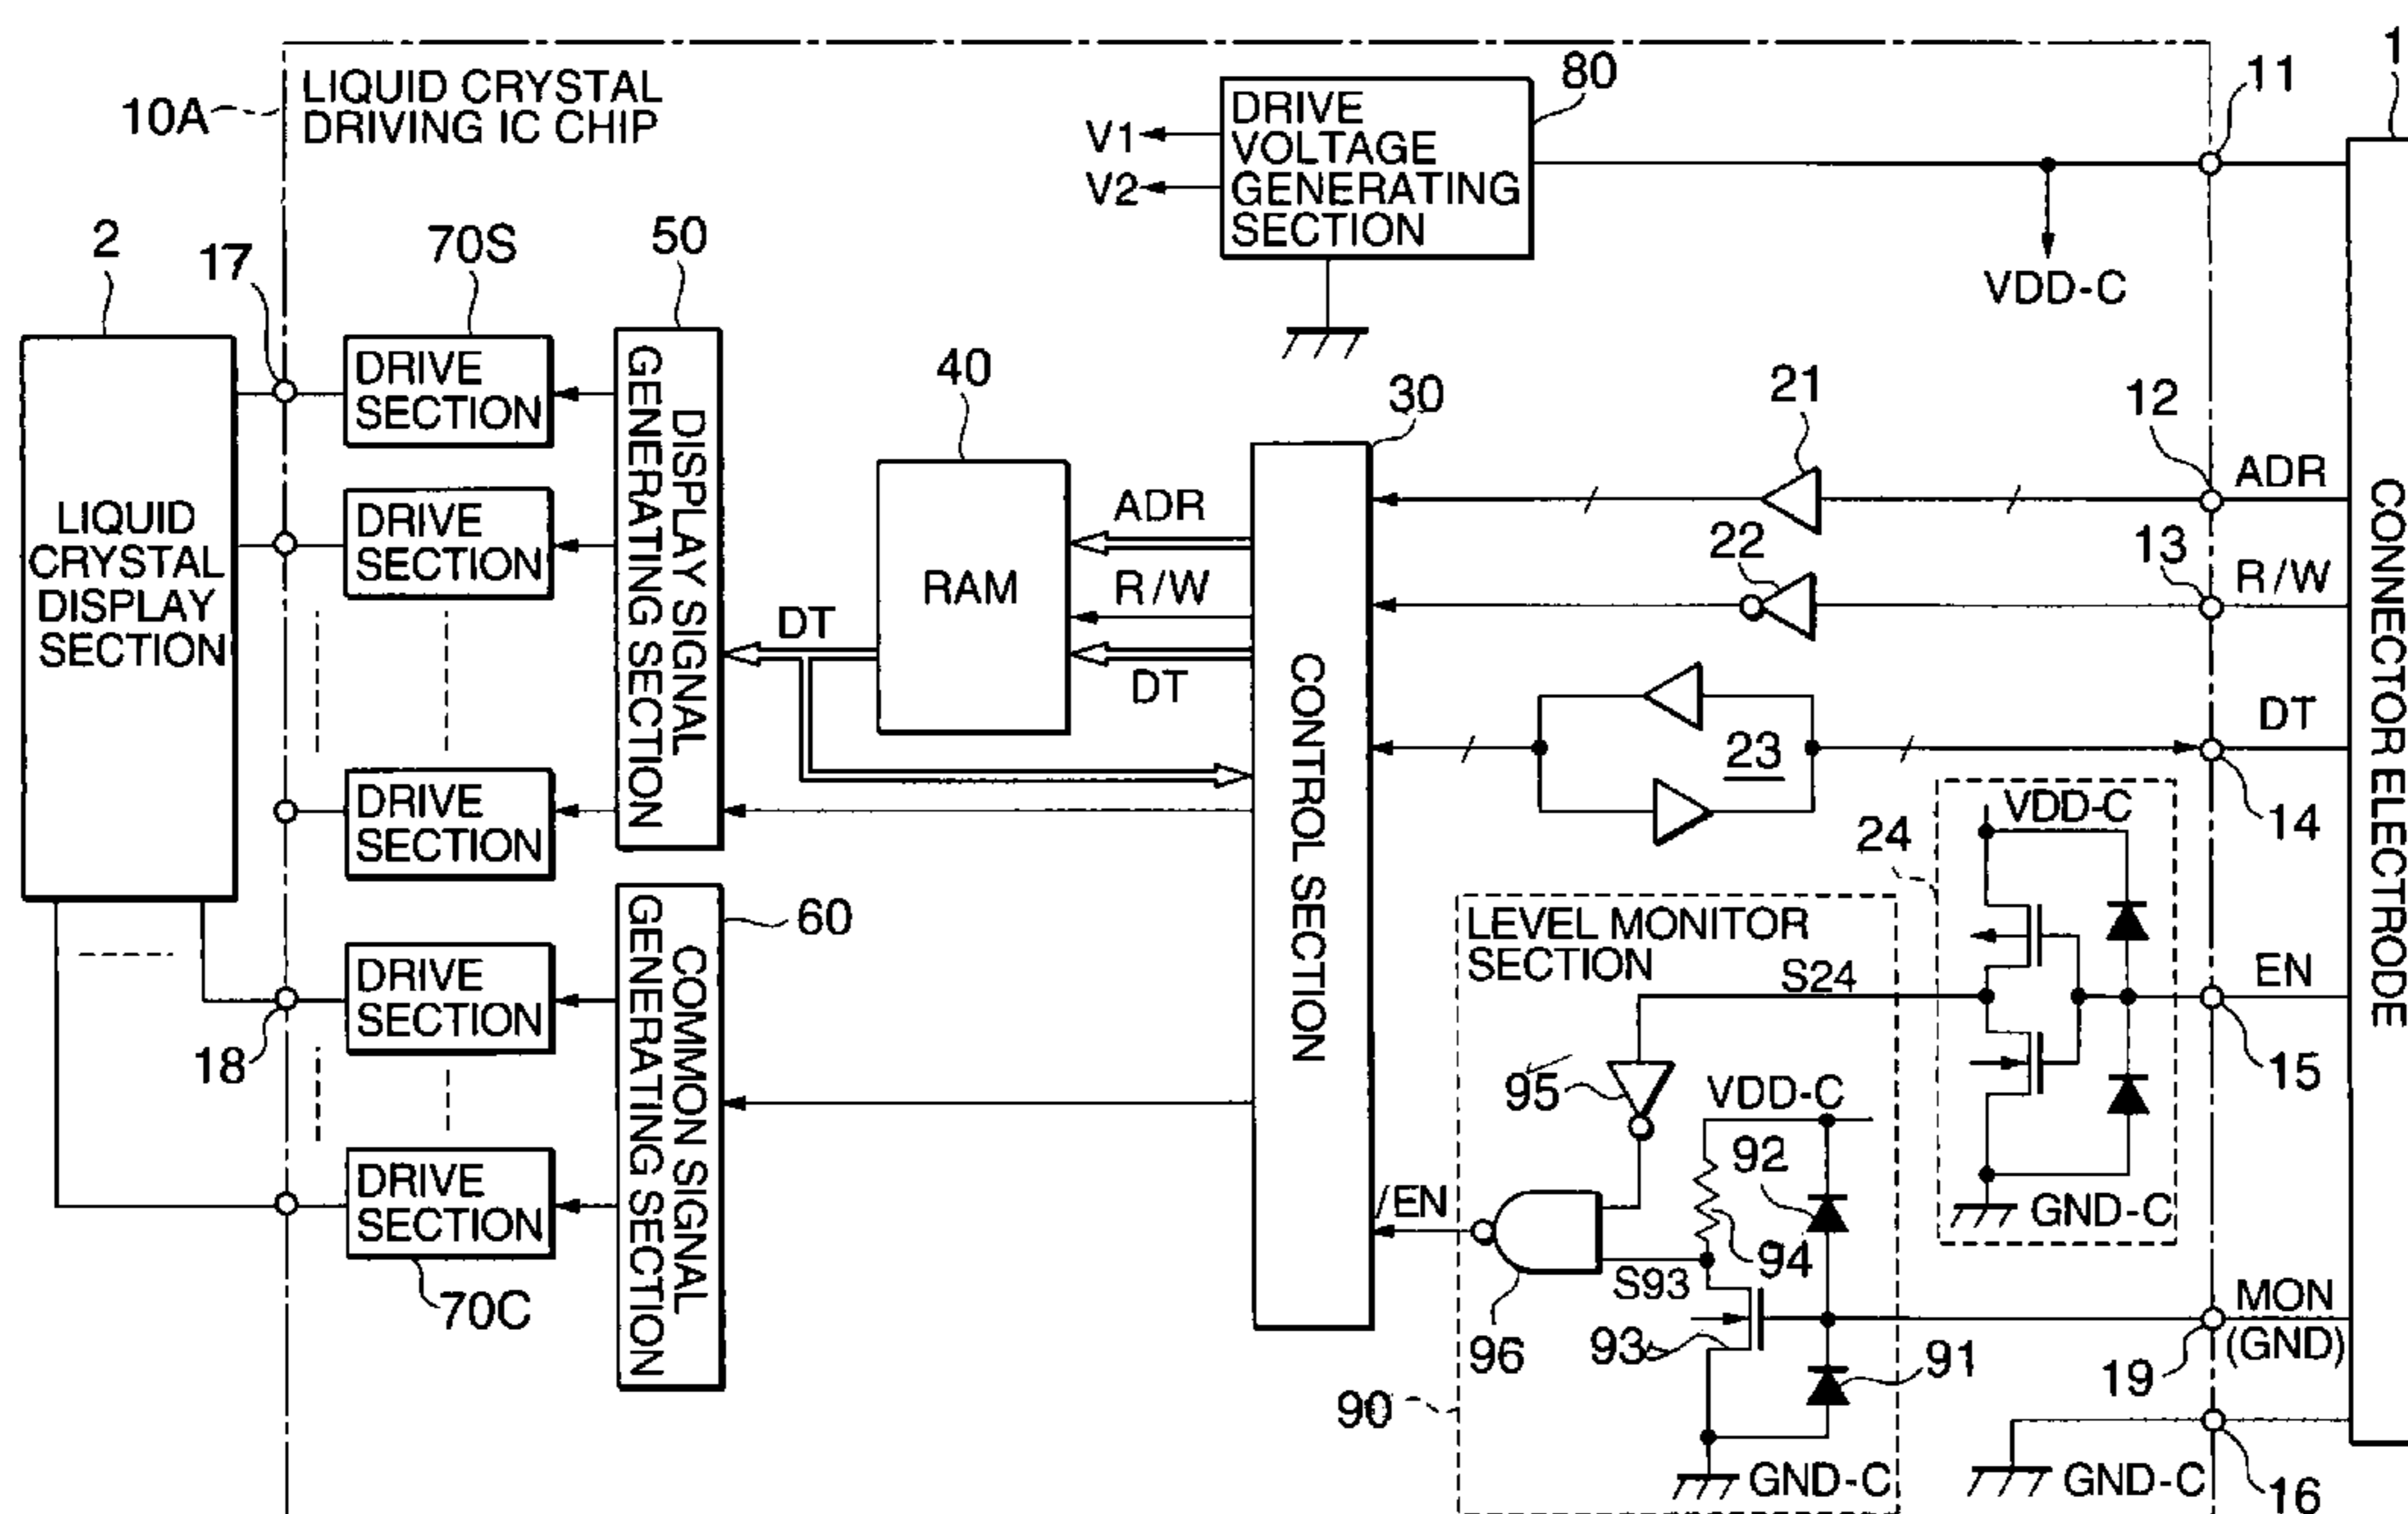 1
10A
LIQUID CRYSTAL
DRIVING IC CHIP
80
11
DRIVE
VOLTAGE
GENERATING
SECTION
V1
V2
VDD-C
2
17
70S
50
40
30
21
12
ADR
22
13
R/W
DT
14
23
LIQUID
CRYSTAL
DISPLAY
SECTION
DRIVE
SECTION
DRIVE
SECTION
DRIVE
SECTION
DISPLAY SIGNAL
GENERATING SECTION
DT
RAM
ADR
R/W
DT
CONTROL SECTION
CONNECTOR ELECTRODE
24
VDD-C
60
LEVEL MONITOR
SECTION
S24
EN
15
18
DRIVE
SECTION
DRIVE
SECTION
70C
COMMON SIGNAL
GENERATING SECTION
95
VDD-C
92
/EN
94
GND-C
S93
96
93
91
MON
(GND)
19
90
GND-C
GND-C
16